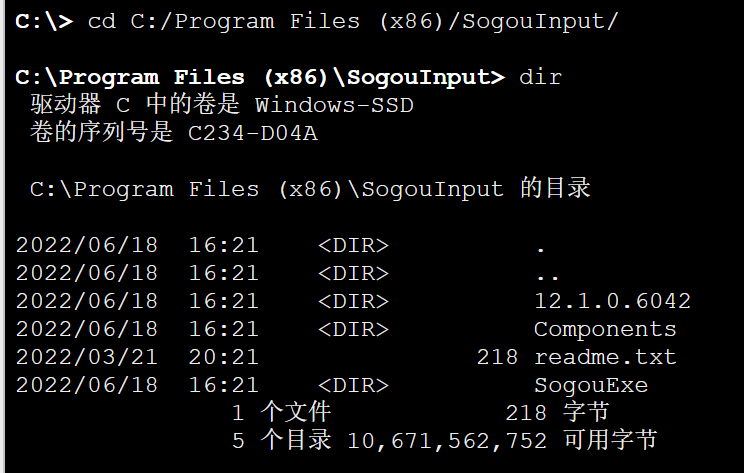 C:\> cd C:/Program Files (x86)/SogouInput/
C:\Program Files (x86)\SogouInput> dir
驱动器 C 中的卷是 Windows-SSD
卷的序列号是 C234-D04A
C:\Program Files (x86)\SogouInput 的目录
2022/06/18  16:21    <DIR>          .
2022/06/18  16:21    <DIR>          ..
2022/06/18  16:21    <DIR>          12.1.0.6042
2022/06/18  16:21    <DIR>          Components
2022/03/21  20:21               218 readme.txt
2022/06/18  16:21    <DIR>          SogouExe
1 个文件            218 字节
5 个目录 10,671,562,752 可用字节